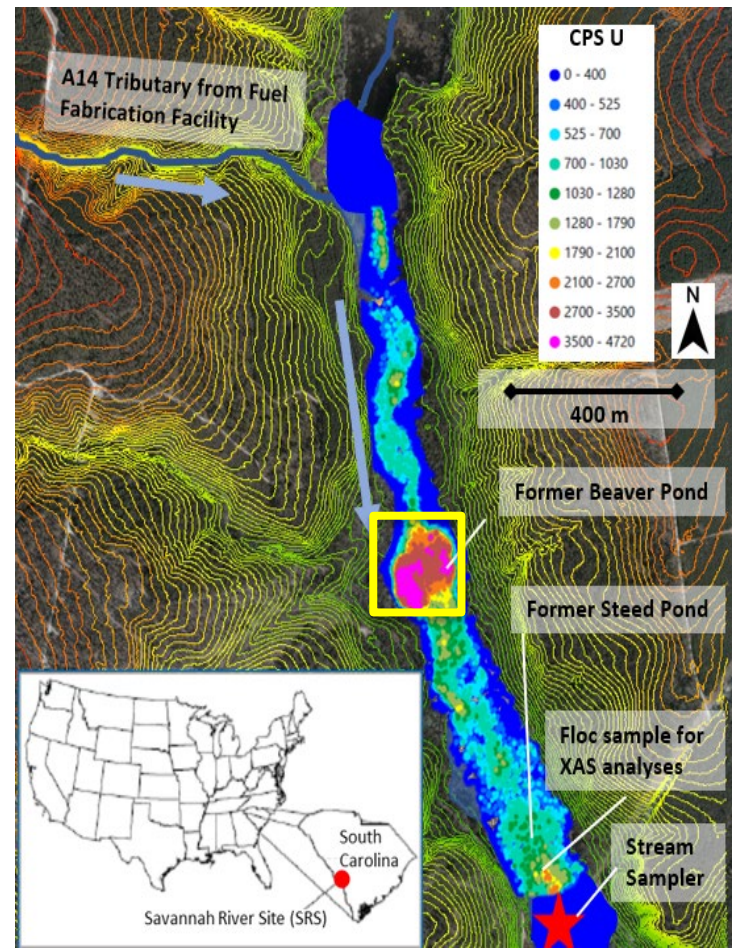 CPS U
0 - 400
400 - 525
525 - 700
700 - 1030
1030 - 1280
1280 - 1790
1790 - 2100
2100 - 2700
2700 - 3500
3500 - 4720
A14 Tributary from Fuel
Fabrication Facility
N
400 m
Former Beaver Pond
Former Steed Pond
Floc sample for
XAS analyses
Stream
Sampler
South
Carolina
Savannah River Site (SRS)